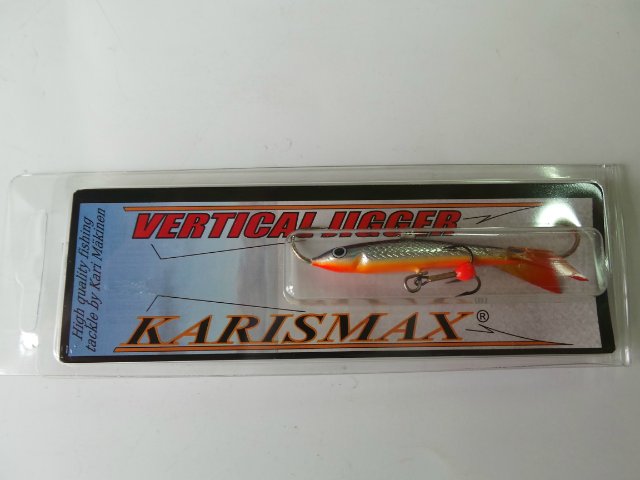 High quality fishing
tackle by Kari Mäkinen
VERTICAL JIGGER
KARISMAX®